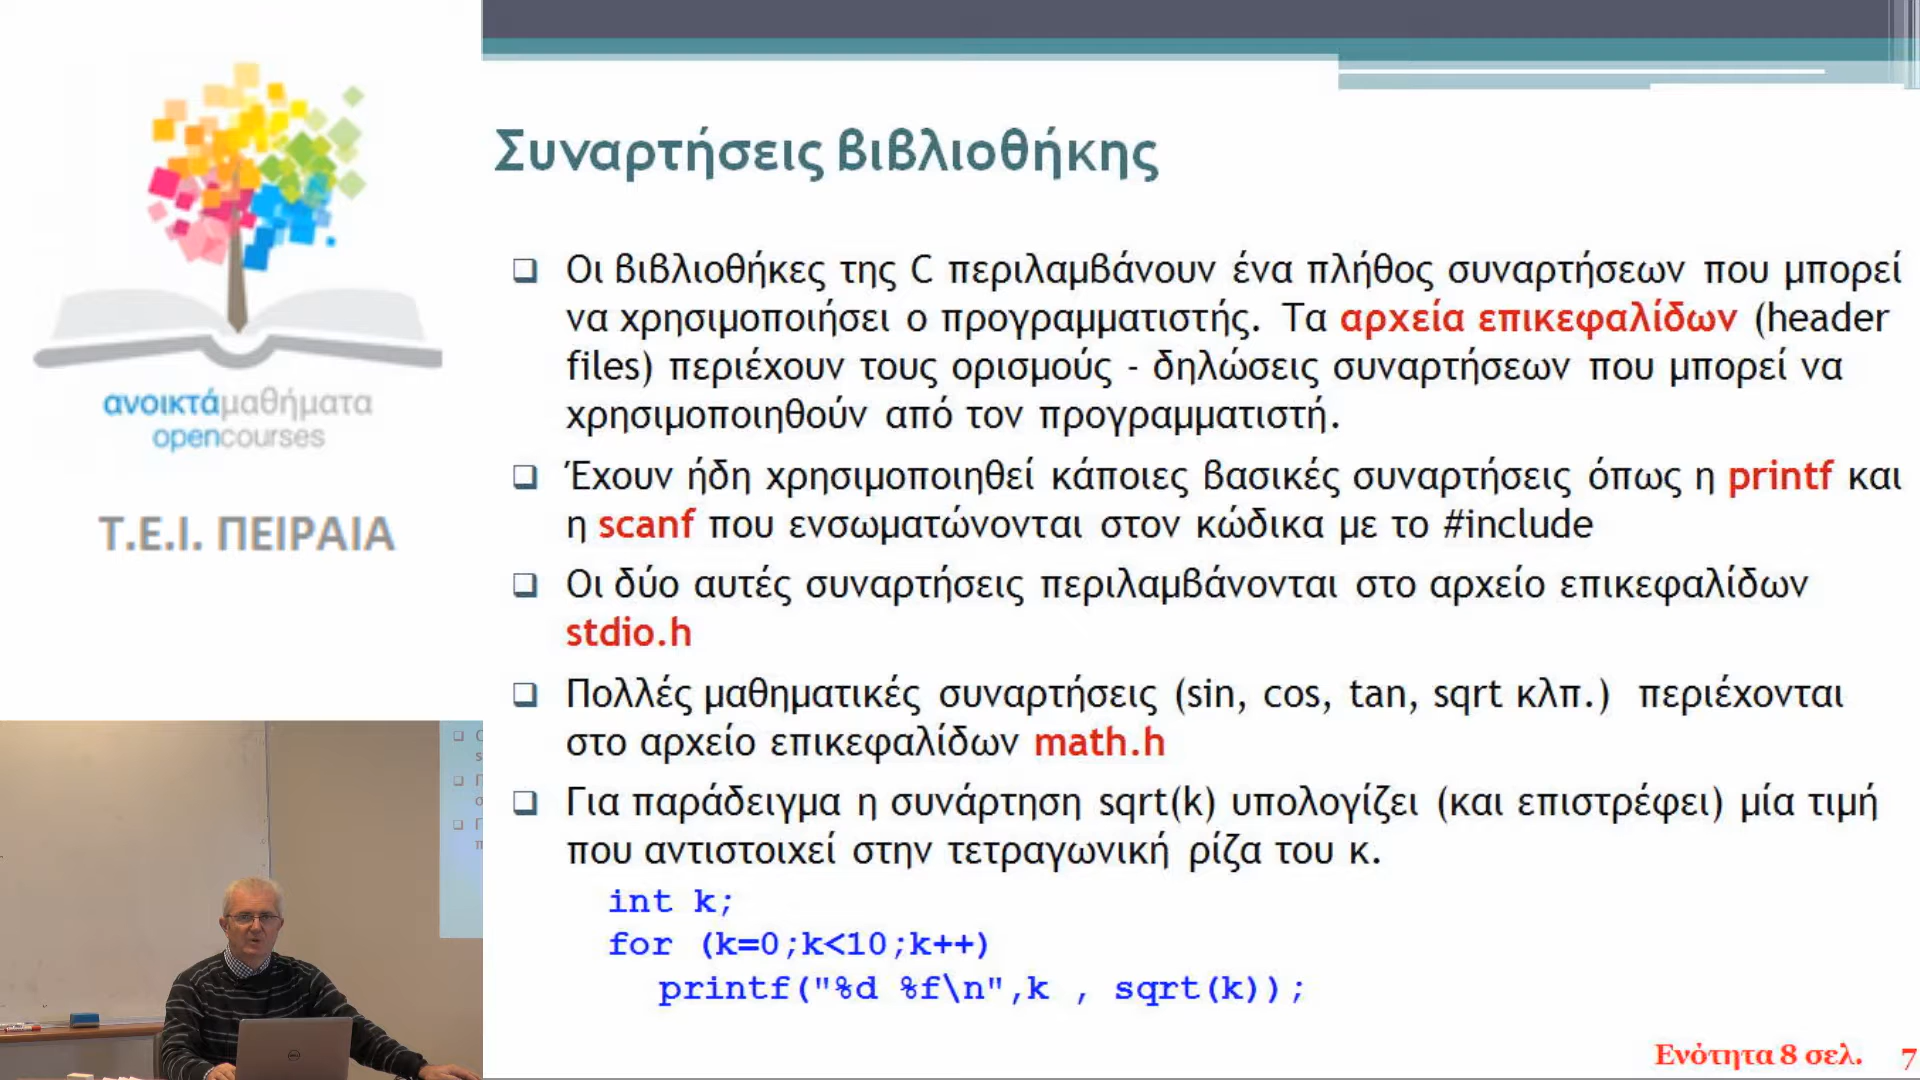 Συναρτήσεις βιβλιοθήκης
❑ Οι βιβλιοθήκες της C περιλαμβάνουν ένα πλήθος συναρτήσεων που μπορεί
να χρησιμοποιήσει ο προγραμματιστής. Τα αρχεία επικεφαλίδων (header
files) περιέχουν τους ορισμούς - δηλώσεις συναρτήσεων που μπορεί να
χρησιμοποιηθούν από τον προγραμματιστή.
❑ Έχουν ήδη χρησιμοποιηθεί κάποιες βασικές συναρτήσεις όπως η printf και
η scanf που ενσωματώνονται στον κώδικα με το #include
❑ Οι δύο αυτές συναρτήσεις περιλαμβάνονται στο αρχείο επικεφαλίδων
stdio.h
❑ Πολλές μαθηματικές συναρτήσεις (sin, cos, tan, sqrt κλπ.) περιέχονται
στο αρχείο επικεφαλίδων math.h
❑ Για παράδειγμα η συνάρτηση sqrt(k) υπολογίζει (και επιστρέφει) μία τιμή
που αντιστοιχεί στην τετραγωνική ρίζα του κ.
int k;
for (k=0;k<10;k++)
printf("%d %f\n",k , sqrt(k));
Ενότητα 8 σελ. 7
ανοικτάμαθήματα
opencourses
Τ.Ε.Ι. ΠΕΙΡΑΙΑ